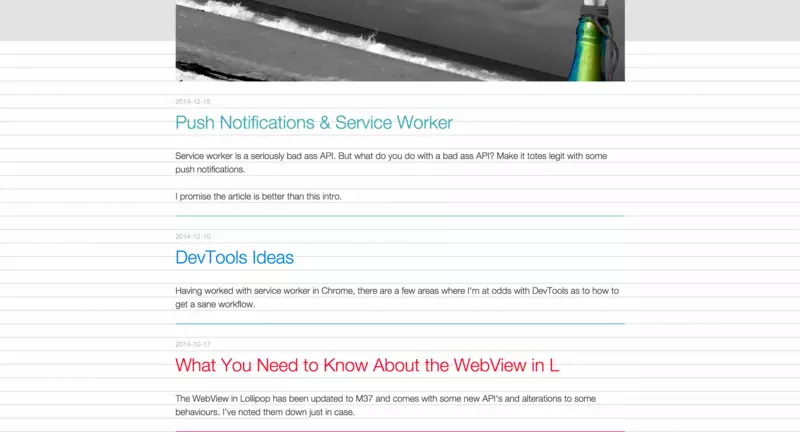 2014-12-15
Push Notifications & Service Worker
Service worker is a seriously bad ass API. But what do you do with a bad ass API? Make it totes legit with some
push notifications.
I promise the article is better than this intro.
2014-12-10
DevTools Ideas
Having worked with service worker in Chrome, there are a few areas where I'm at odds with DevTools as to how to
get a sane workflow.
2014-10-17
What You Need to Know About the WebView in L
The WebView in Lollipop has been updated to M37 and comes with some new API's and alterations to some
behaviours. I've noted them down just in case.